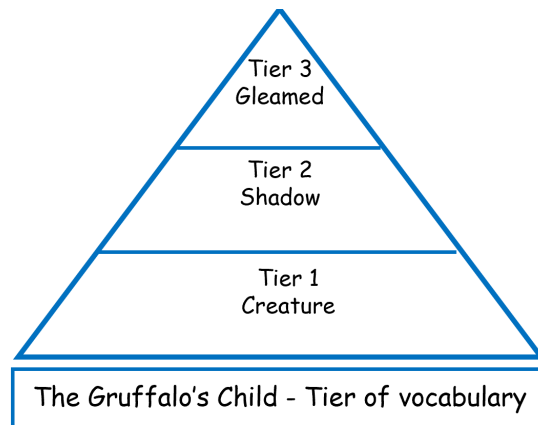 Tier 3
Gleamed
Tier 2
Shadow
Tier 1
Creature
The Gruffalo's Child - Tier of vocabulary